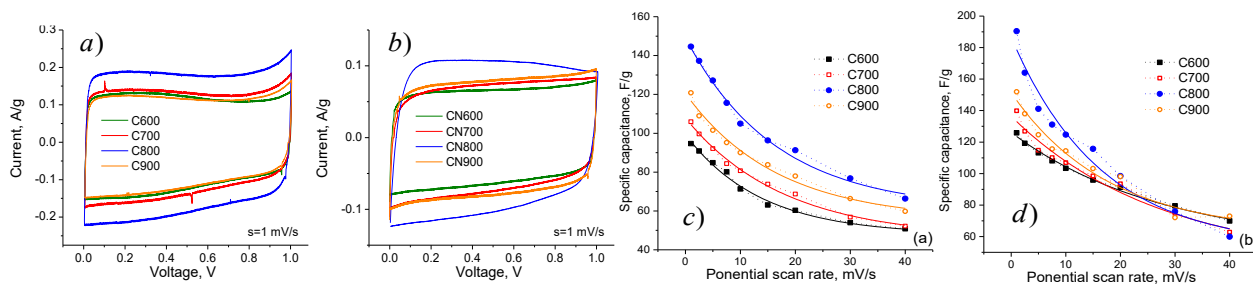 a)
0.3
0.2
0.1
0.0
-0.1
-0.2
Current, A/g
C600
C700
C800
C900
s=1 mV/s
0.0 0.2 0.4 0.6 0.8 1.0
Voltage, V
b)
0.1
0.0
-0.1
Current, A/g
CN600
CN700
CN800
CN900
s=1 mV/s
0.0 0.2 0.4 0.6 0.8 1.0
Voltage, V
160
140
120
100
80
60
40
Specific capacitance, F/g
C600
C700
C800
C900
c)
(a)
0 10 20 30 40
Ponential scan rate, mV/s
200
180
160
140
120
100
80
60
Specific capacitance, F/g
C600
C700
C800
C900
d)
(b
0 10 20 30 40
Ponential scan rate, mV/s